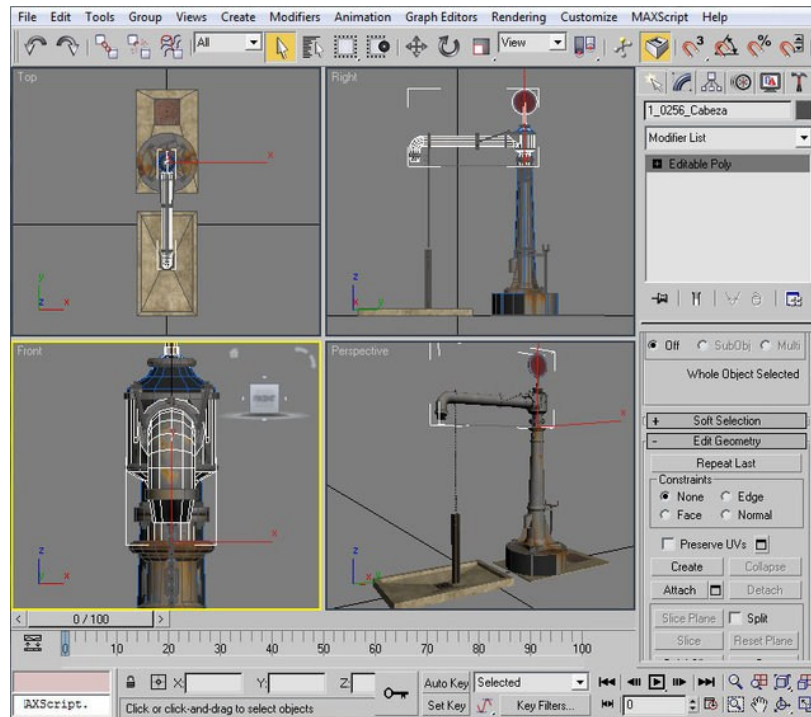 File Edit Tools Group Views Create Modifiers Animation Graph Editors Rendering Customize MAXScript Help
All
View
3
%
Top
Right
1_0256_Cabeza
Modifier List
Editable Poly
x
y
z x
z
x y
Off SubObj Multi
Whole Object Selected
Front
FRONT
Perspective
x
x
z
x
z
x
+ Soft Selection
- Edit Geometry
Repeat Last
Constraints
None Edge
Face Normal
Preserve UVs
Create Collapse
Attach Detach
Slice Plane Split
Slice Reset Plane
< 0 / 100 >
0 10 20 30 40 50 60 70 80 90 100
X: Y: Z:
Auto Key Selected
AXScript.
Click or click-and-drag to select objects
Set Key Key Filters... 0